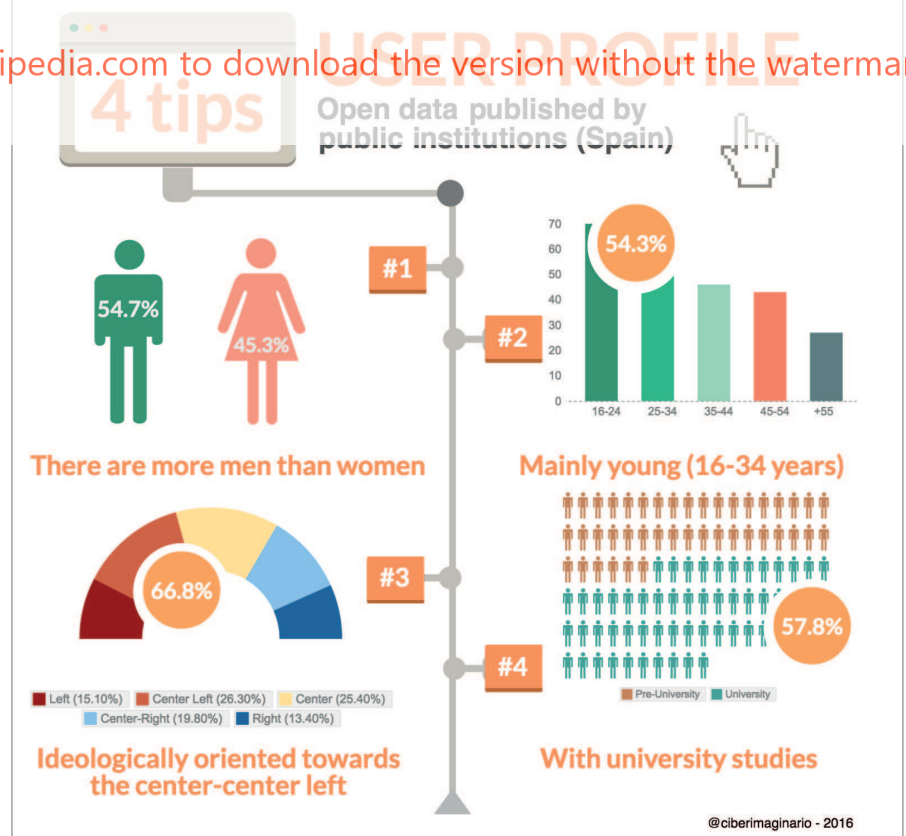 USER PROFILE
ipedia.com to download the version without the waterma
4 tips
Open data published by
public institutions (Spain)
#1
54.7%
45.3%
There are more men than women
#2
70
60
50
40
30
20
10
0
54.3%
16-24 25-34 35-44 45-54 +55
Mainly young (16-34 years)
#3
66.8%
Left (15.10%) Center Left (26.30%) Center (25.40%)
Center-Right (19.80%) Right (13.40%)
Ideologically oriented towards
the center-center left
#4
57.8%
Pre-University University
With university studies
@ciberimaginario - 2016